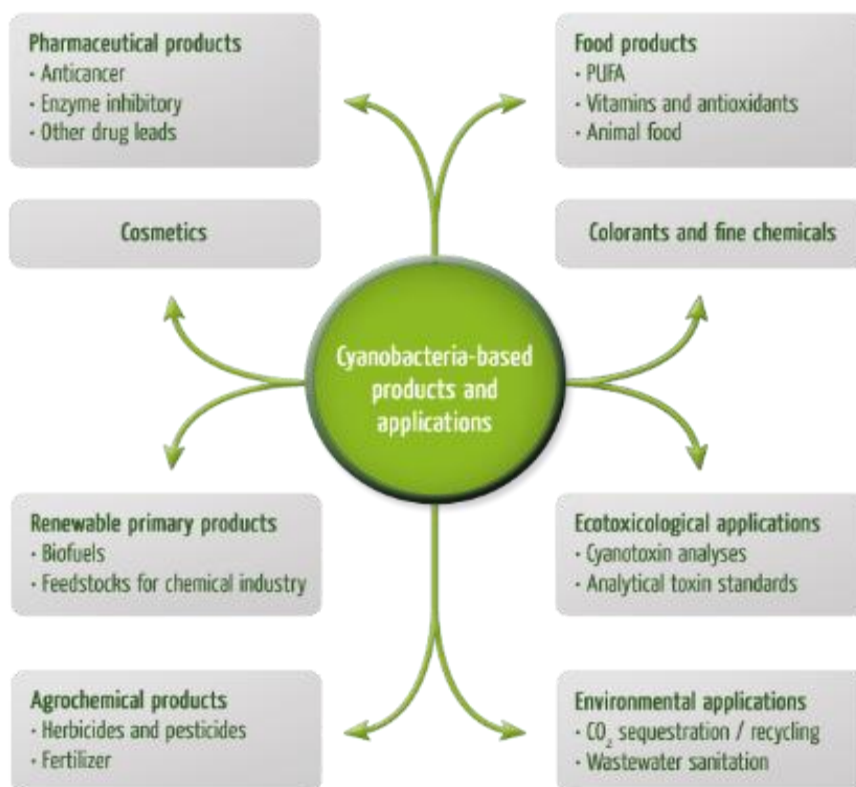 Pharmaceutical products
· Anticancer
· Enzyme inhibitory
· Other drug leads
Food products
· PUFA
· Vitamins and antioxidants
· Animal food
Cosmetics
Colorants and fine chemicals
Cyanobacteria-based
products and
applications
Renewable primary products
· Biofuels
· Feedstocks for chemical industry
Ecotoxicological applications
· Cyanotoxin analyses
· Analytical toxin standards
Agrochemical products
· Herbicides and pesticides
· Fertilizer
Environmental applications
· CO₂ sequestration / recycling
· Wastewater sanitation